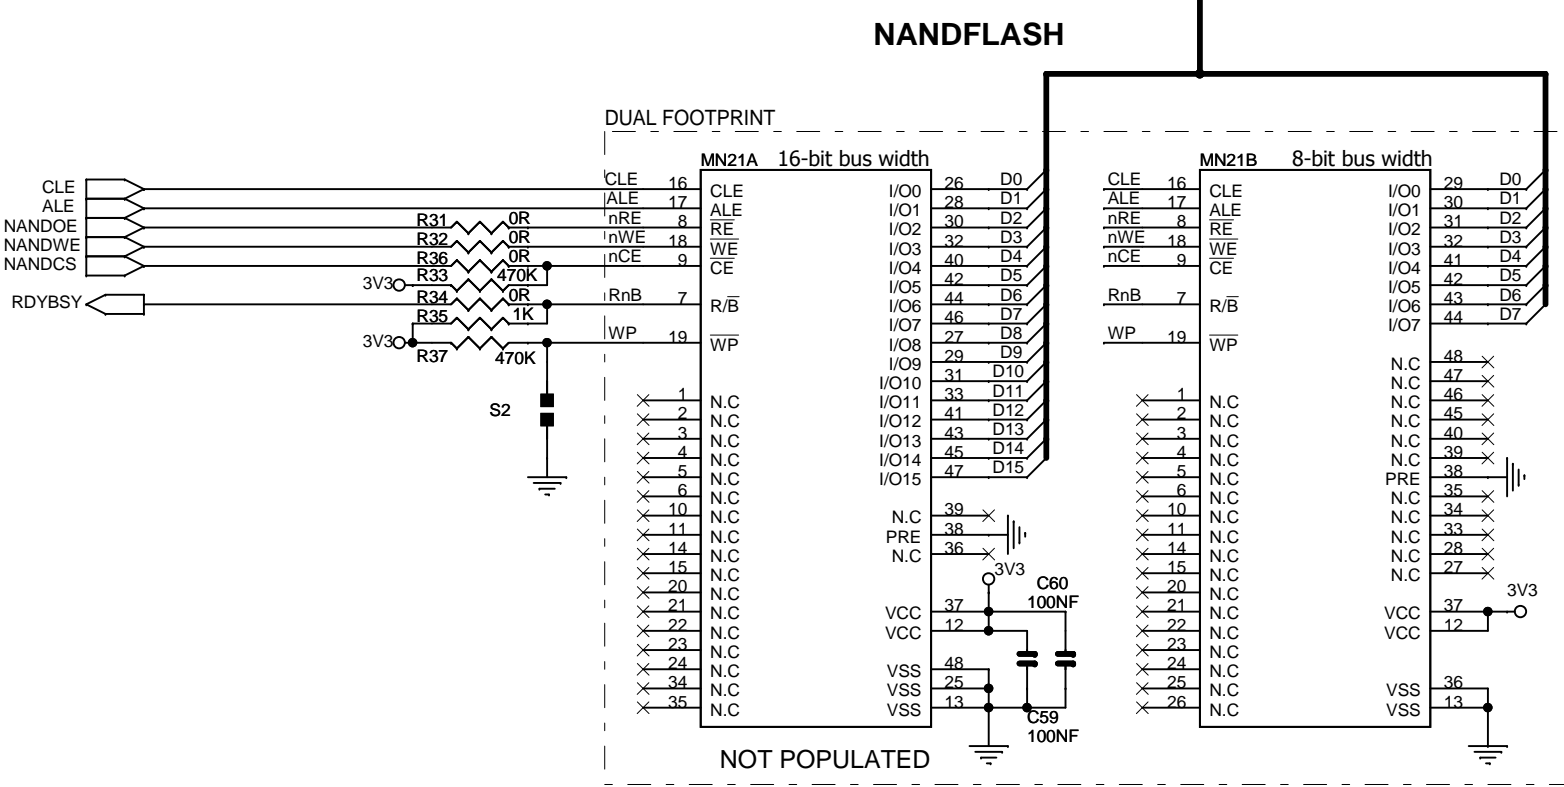 NANDFLASH
DUAL FOOTPRINT
MN21A 16-bit bus width
MN21B 8-bit bus width
CLE
ALE
NANDOE
NANDWE
NANDCS
RDYBSY
R31 0R
R32 0R
R36 0R
3V3 R33 470K
R34 0R
R35 1K
3V3 R37 470K
S2
CLE 16 CLE
ALE 17 ALE
nRE 8 RE
nWE 18 WE
nCE 9 CE
RnB 7 R/B
WP 19 WP
1 N.C
2 N.C
3 N.C
4 N.C
5 N.C
6 N.C
10 N.C
11 N.C
14 N.C
15 N.C
20 N.C
21 N.C
22 N.C
23 N.C
24 N.C
34 N.C
35 N.C
I/O0 26 D0
I/O1 28 D1
I/O2 30 D2
I/O3 32 D3
I/O4 40 D4
I/O5 42 D5
I/O6 44 D6
I/O7 46 D7
I/O8 27 D8
I/O9 29 D9
I/O10 31 D10
I/O11 33 D11
I/O12 41 D12
I/O13 43 D13
I/O14 45 D14
I/O15 47 D15
N.C 39
PRE 38
N.C 36
3V3
VCC 37
VCC 12
C60
100NF
VSS 48
VSS 25
VSS 13
C59
100NF
NOT POPULATED
CLE 16 CLE
ALE 17 ALE
nRE 8 RE
nWE 18 WE
nCE 9 CE
RnB 7 R/B
WP 19 WP
1 N.C
2 N.C
3 N.C
4 N.C
5 N.C
6 N.C
10 N.C
11 N.C
14 N.C
15 N.C
20 N.C
21 N.C
22 N.C
23 N.C
24 N.C
25 N.C
26 N.C
I/O0 29 D0
I/O1 30 D1
I/O2 31 D2
I/O3 32 D3
I/O4 41 D4
I/O5 42 D5
I/O6 43 D6
I/O7 44 D7
N.C 48
N.C 47
N.C 46
N.C 45
N.C 40
N.C 39
PRE 38
N.C 35
N.C 34
N.C 33
N.C 28
N.C 27
3V3
VCC 37
VCC 12
VSS 36
VSS 13